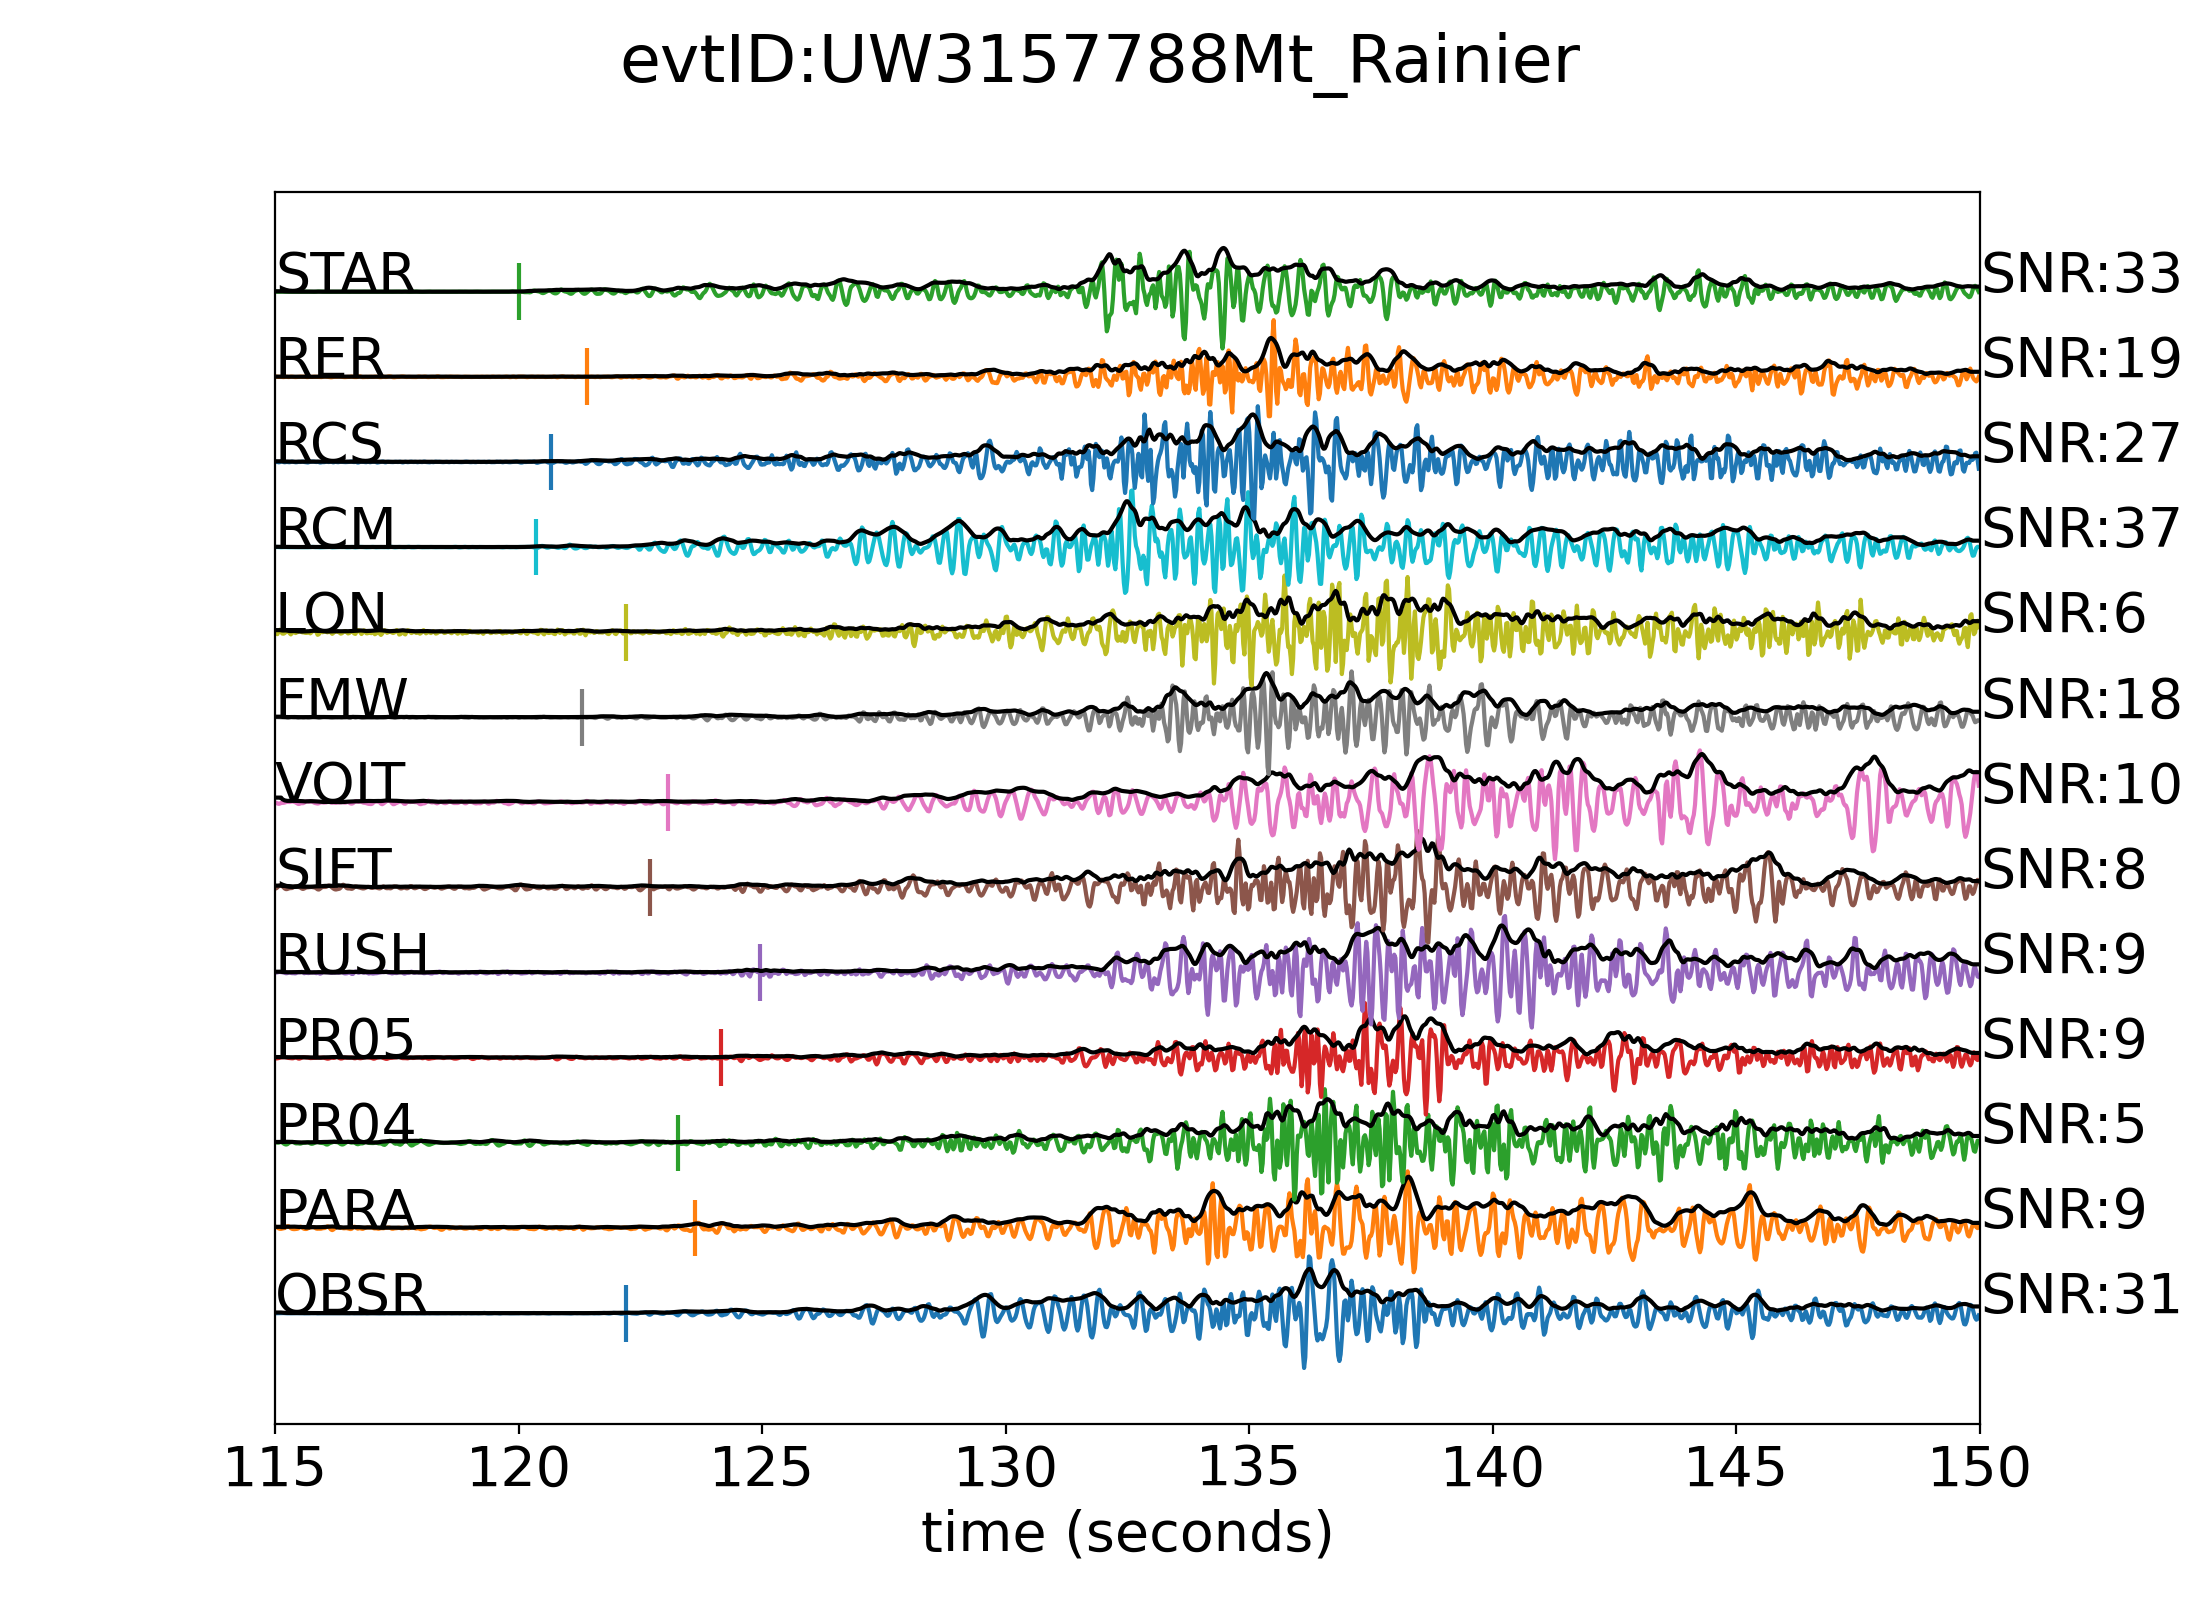 evtID:UW3157788Mt_Rainier
STAR SNR:33
RER SNR:19
RCS SNR:27
RCM SNR:37
LON SNR:6
FMW SNR:18
VOIT SNR:10
SIFT SNR:8
RUSH SNR:9
PR05 SNR:9
PR04 SNR:5
PARA SNR:9
OBSR SNR:31
115 120 125 130 135 140 145 150
time (seconds)